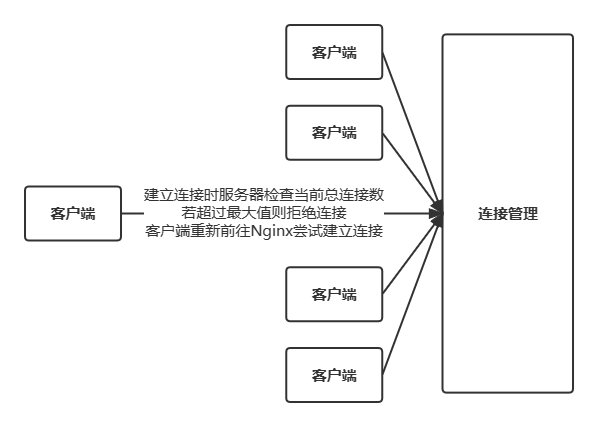 客户端
客户端
客户端
建立连接时服务器检查当前总连接数
若超过最大值则拒绝连接
客户端重新前往Nginx尝试建立连接
连接管理
客户端
客户端